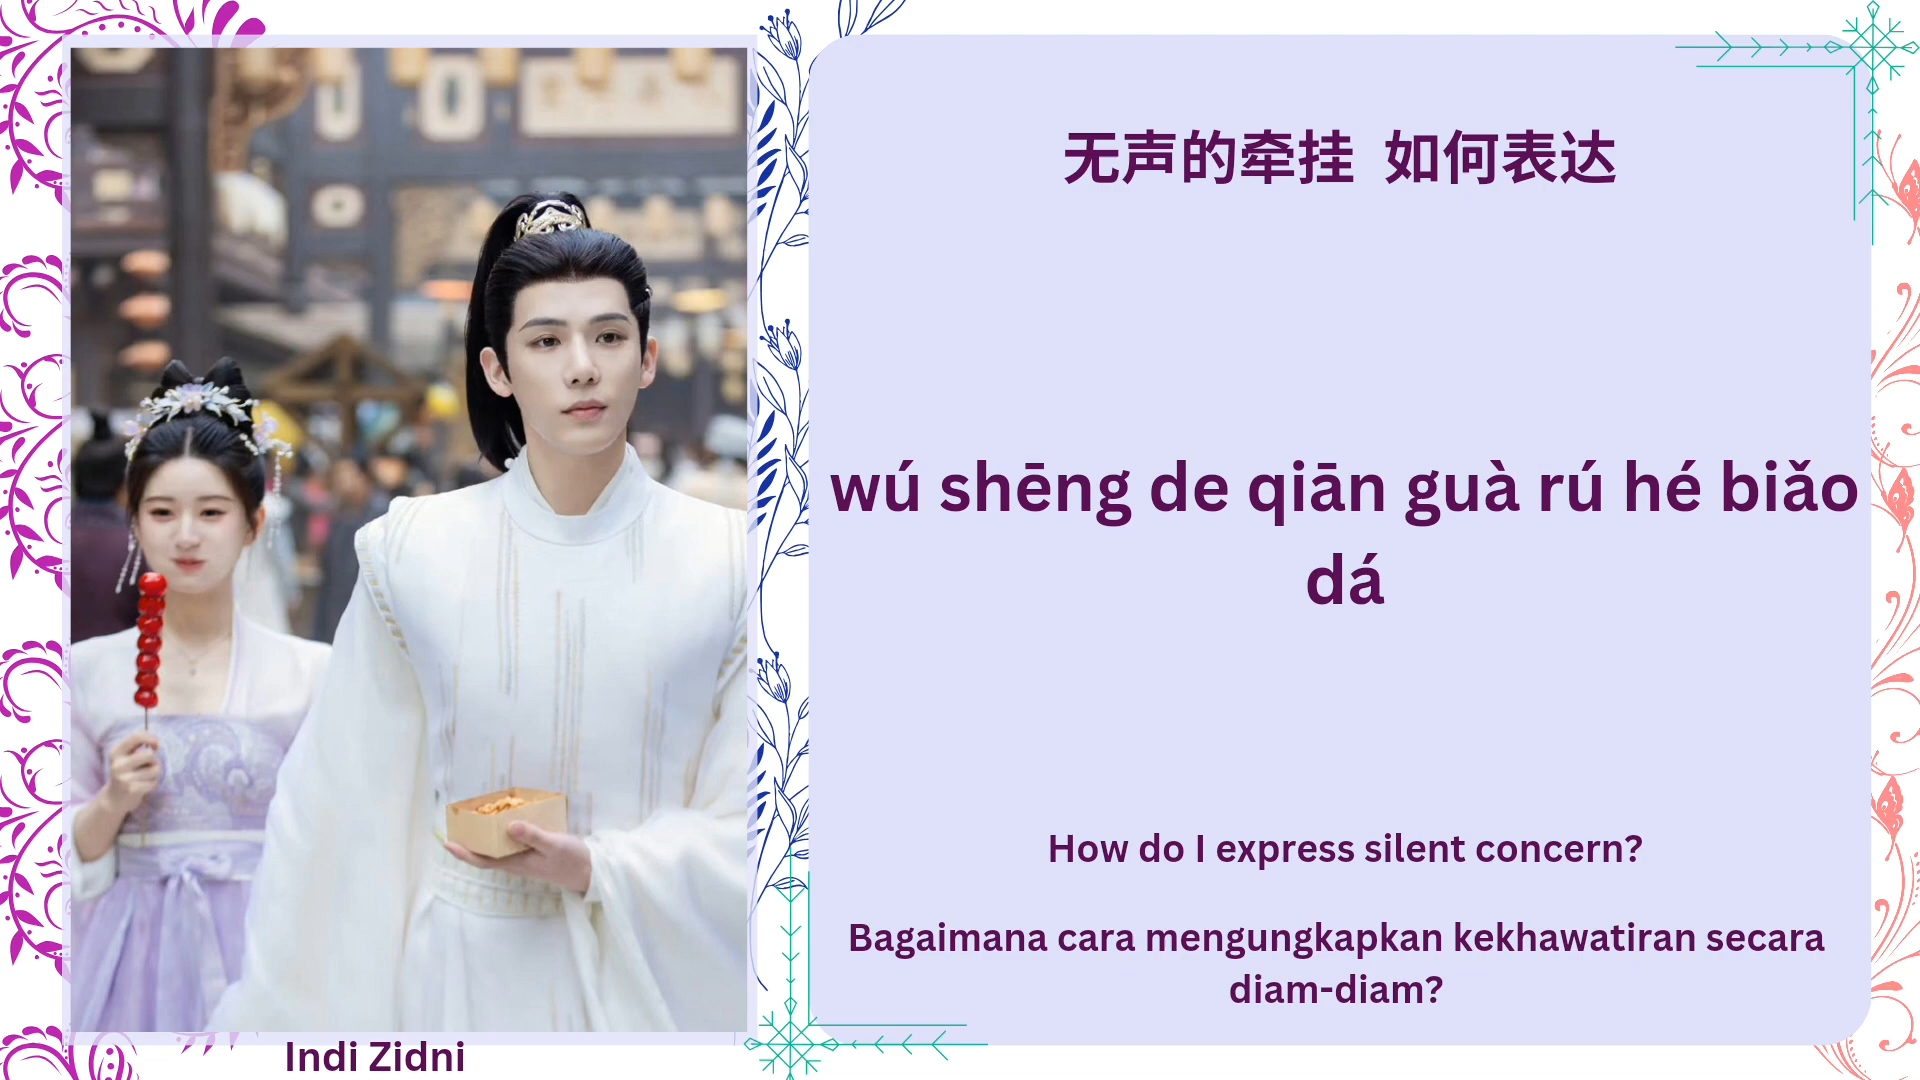 无声的牵挂 如何表达
wú shēng de qiān guà rú hé biǎo
dá
How do I express silent concern?
Bagaimana cara mengungkapkan kekhawatiran secara
diam-diam?
Indi Zidni